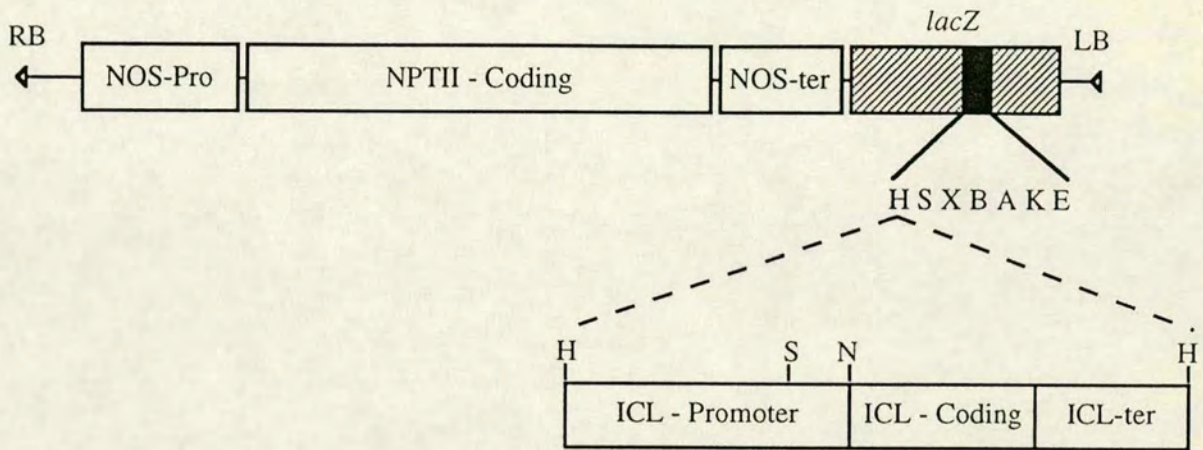 lacZ
RB
LB
NOS-Pro
NPTII - Coding
NOS-ter
H S X B A K E
H S N H
ICL - Promoter
ICL - Coding
ICL-ter